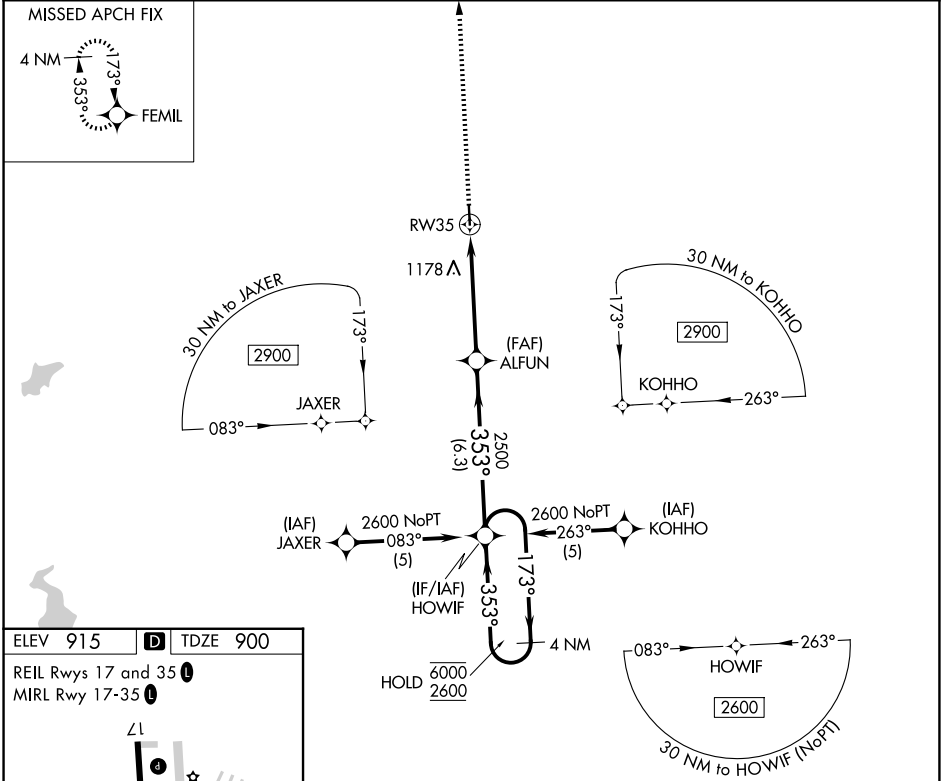 MISSED APCH FIX
4 NM
173°
353°
FEMIL
RW35
1178
30 NM to JAXER
173°
2900
JAXER
083°
(FAF)
ALFUN
30 NM to KOHHO
173°
2900
KOHHO
263°
2500
353°
(6.3)
(IAF)
JAXER
2600 NoPT
083°
(5)
2600 NoPT
263°
(5)
(IAF)
KOHHO
(IF/IAF)
HOWIF
353°
173°
4 NM
HOLD 6000
2600
083°
263°
HOWIF
2600
30 NM to HOWIF (NoPT)
ELEV 915 D TDZE 900
REIL Rwys 17 and 35 L
MIRL Rwy 17-35 L
17
P